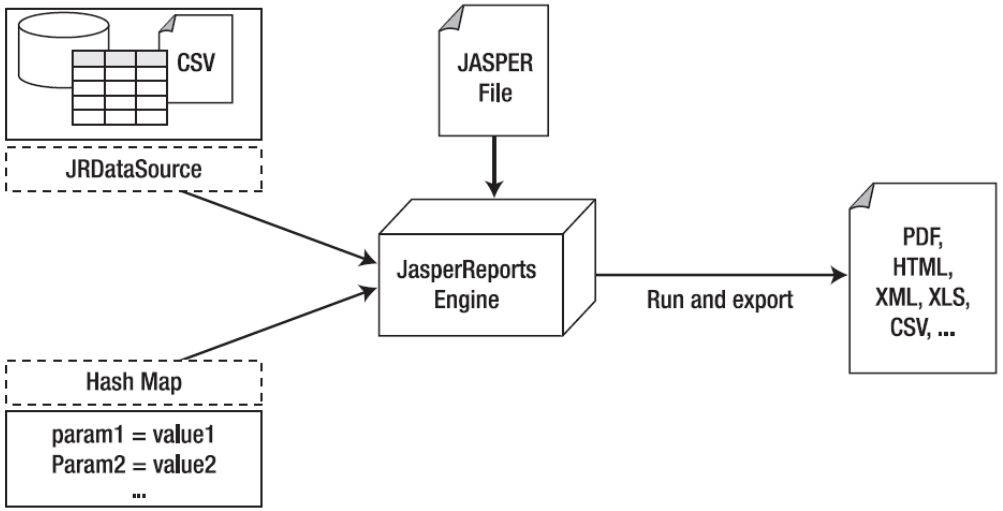 CSV
JRDataSource
JASPER
File
JasperReports
Engine
Run and export
PDF,
HTML,
XML, XLS,
CSV, ...
Hash Map
param1 = value1
Param2 = value2
...